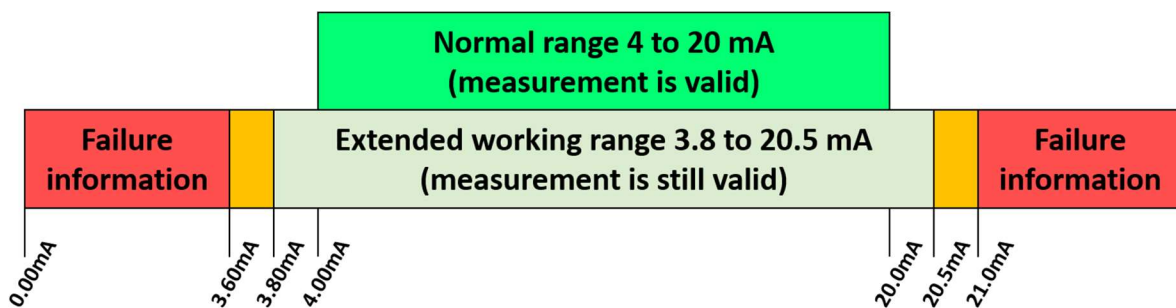 Normal range 4 to 20 mA
(measurement is valid)
Failure
information
Extended working range 3.8 to 20.5 mA
(measurement is still valid)
Failure
information
0.00mA
3.60mA
3.80mA
4.00mA
20.0mA
20.5mA
21.0mA